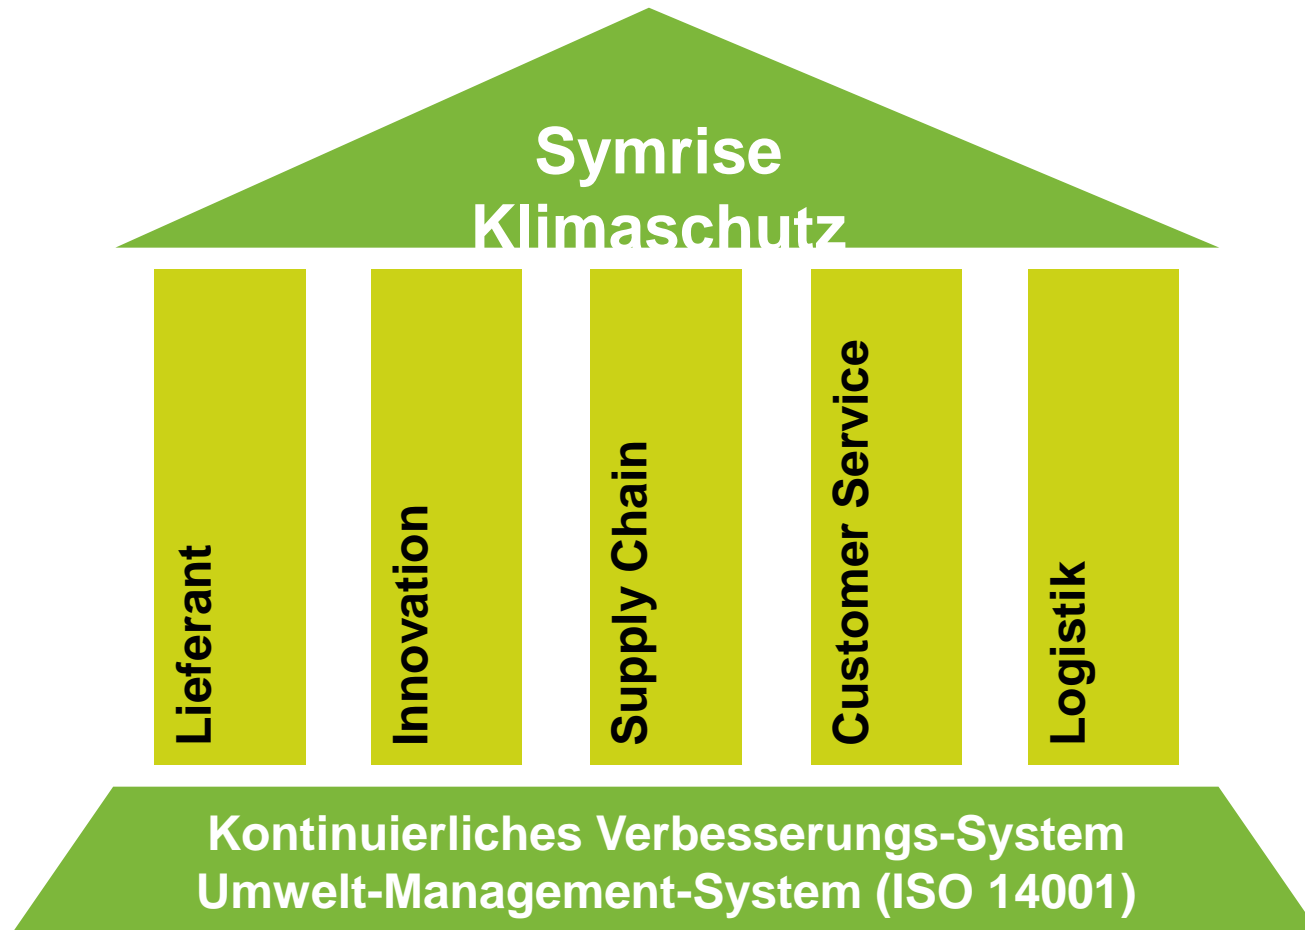 Symrise
Klimaschutz
Lieferant
Innovation
Supply Chain
Customer Service
Logistik
Kontinuierliches Verbesserungs-System
Umwelt-Management-System (ISO 14001)